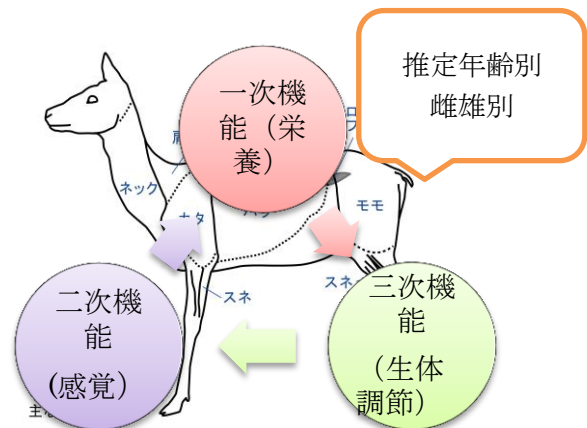 推定年齢別
雌雄別
一次機
能（栄
養）
ネック
モモ
スネ
スネ
二次機
能
(感覚）
三次機
能
（生体
調節）